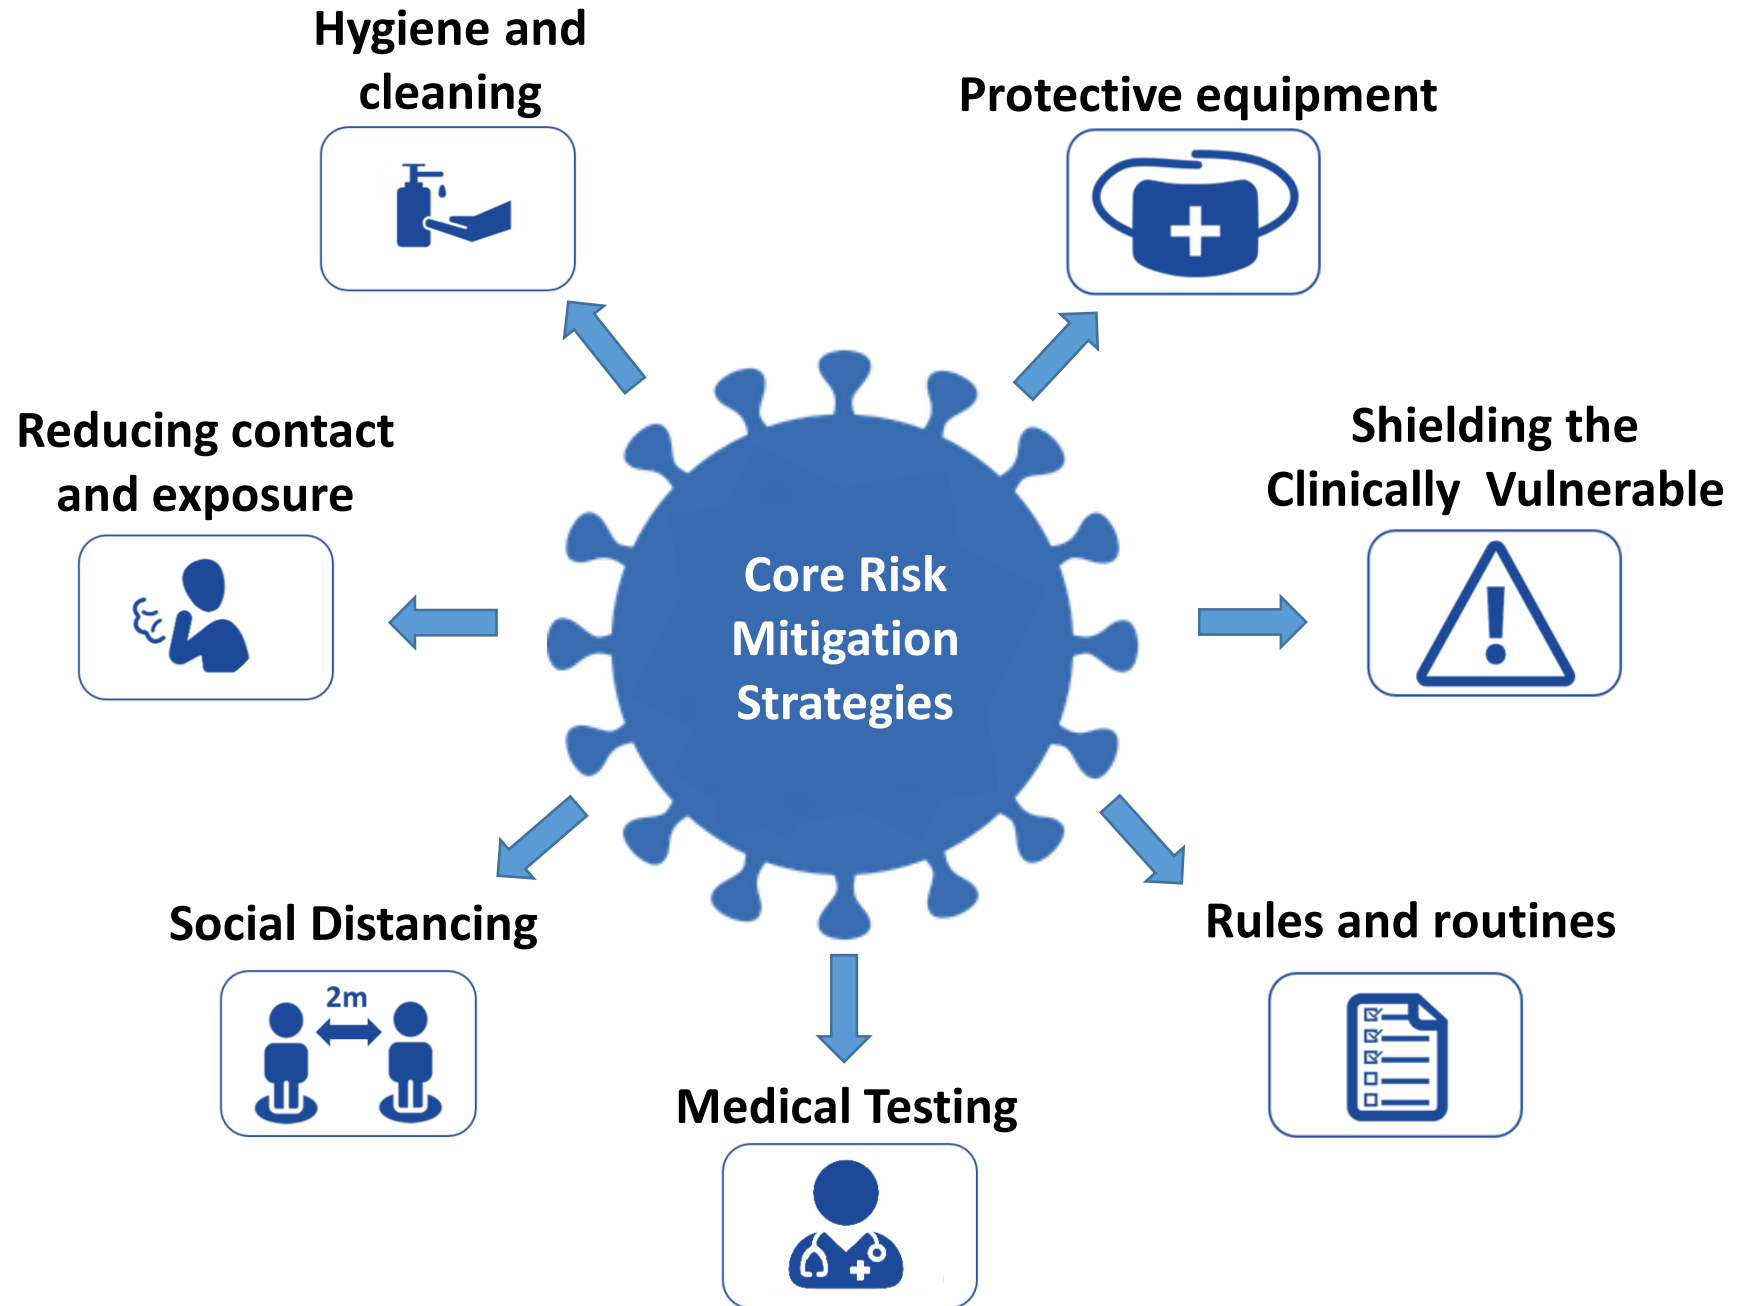 Hygiene and
cleaning
Protective equipment
Reducing contact
and exposure
Shielding the
Clinically  Vulnerable
Core Risk
Mitigation
Strategies
Social Distancing
2m
Rules and routines
Medical Testing